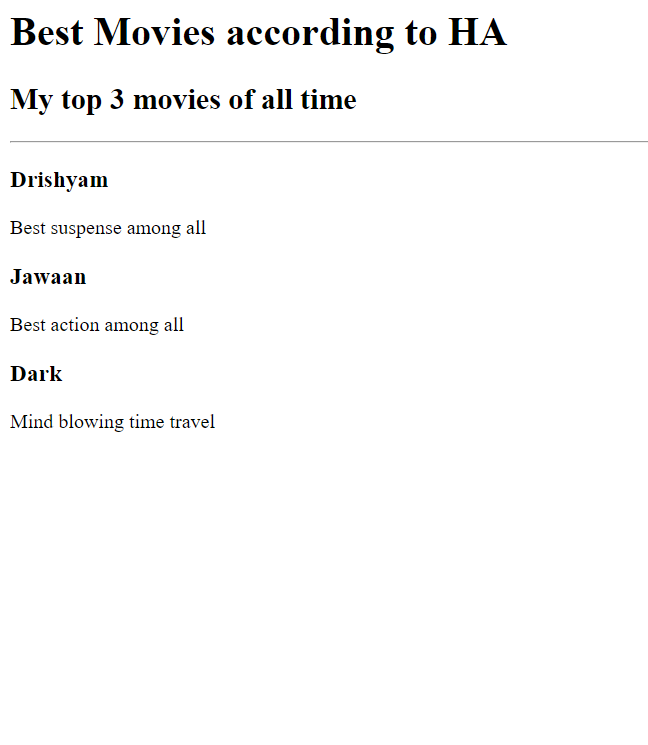 Best Movies according to HA
My top 3 movies of all time
Drishyam
Best suspense among all
Jawaan
Best action among all
Dark
Mind blowing time travel